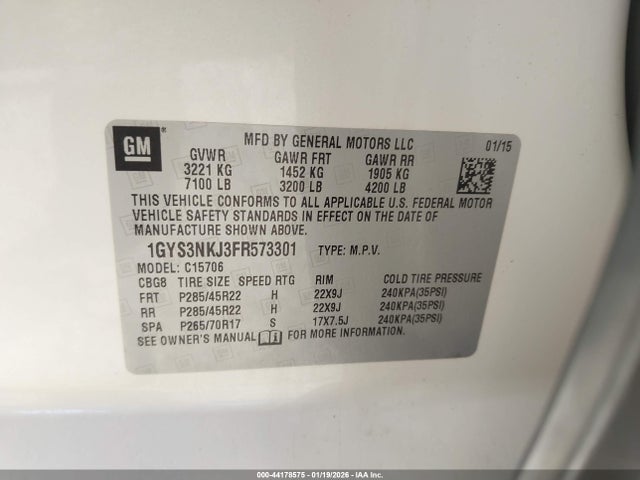 GM
MFD BY GENERAL MOTORS LLC 01/15
GVWR GAWR FRT GAWR RR
3221 KG 1452 KG 1905 KG
7100 LB 3200 LB 4200 LB
THIS VEHICLE CONFORMS TO ALL APPLICABLE U.S. FEDERAL MOTOR
VEHICLE SAFETY STANDARDS IN EFFECT ON THE DATE OF
MANUFACTURE SHOWN ABOVE.
1GYS3NKJ3FR573301 TYPE: M.P.V.
MODEL: C15706
CBG8 TIRE SIZE SPEED RTG RIM COLD TIRE PRESSURE
FRT P285/45R22 H 22X9J 240KPA(35PSI)
RR P285/45R22 H 22X9J 240KPA(35PSI)
SPA P265/70R17 S 17X7.5J 240KPA(35PSI)
SEE OWNER'S MANUAL FOR MORE INFORMATION.
000-44178575 - 01/19/2026 - IAA Inc.